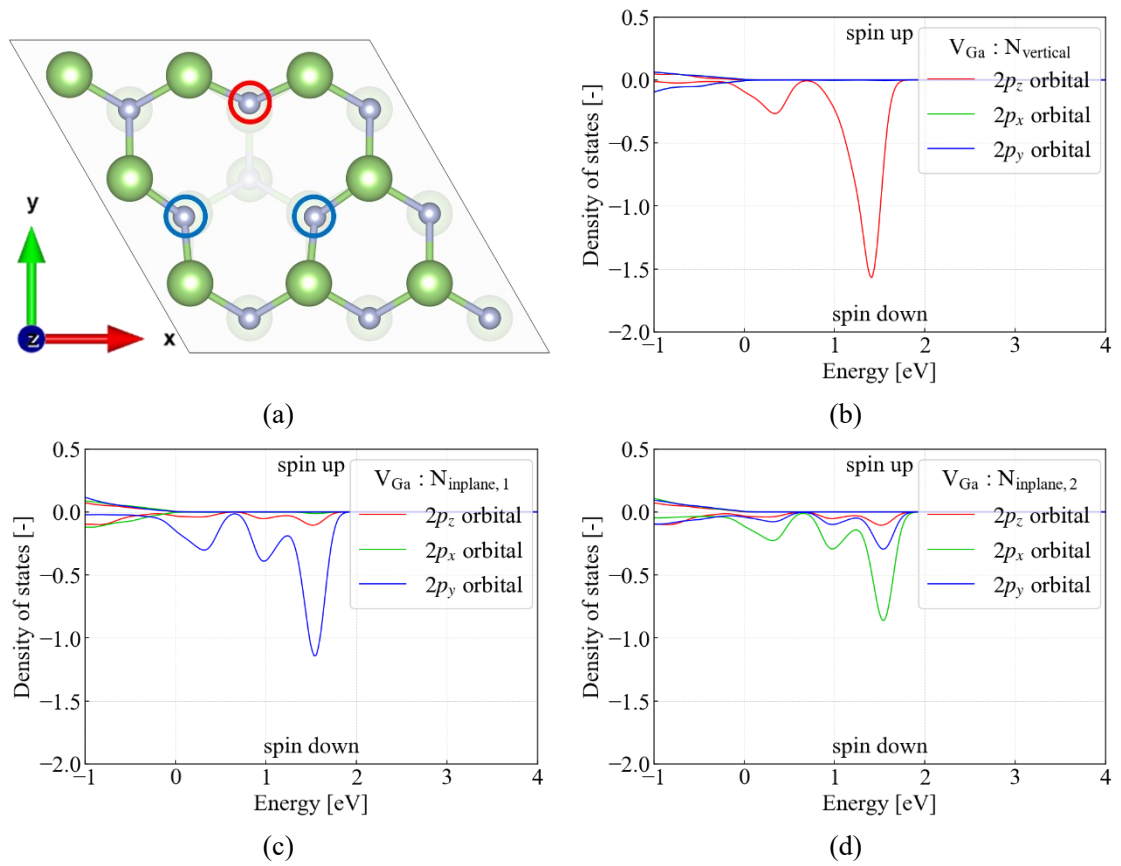 y
z
x
(a)
0.5
0.0
−0.5
−1.0
−1.5
−2.0
Density of states [-]
spin up
V_Ga : N_vertical
2p_z orbital
2p_x orbital
2p_y orbital
spin down
−1 0 1 2 3 4
Energy [eV]
(b)
0.5
0.0
−0.5
−1.0
−1.5
−2.0
Density of states [-]
spin up
V_Ga : N_inplane, 1
2p_z orbital
2p_x orbital
2p_y orbital
spin down
−1 0 1 2 3 4
Energy [eV]
(c)
0.5
0.0
−0.5
−1.0
−1.5
−2.0
Density of states [-]
spin up
V_Ga : N_inplane, 2
2p_z orbital
2p_x orbital
2p_y orbital
spin down
−1 0 1 2 3 4
Energy [eV]
(d)